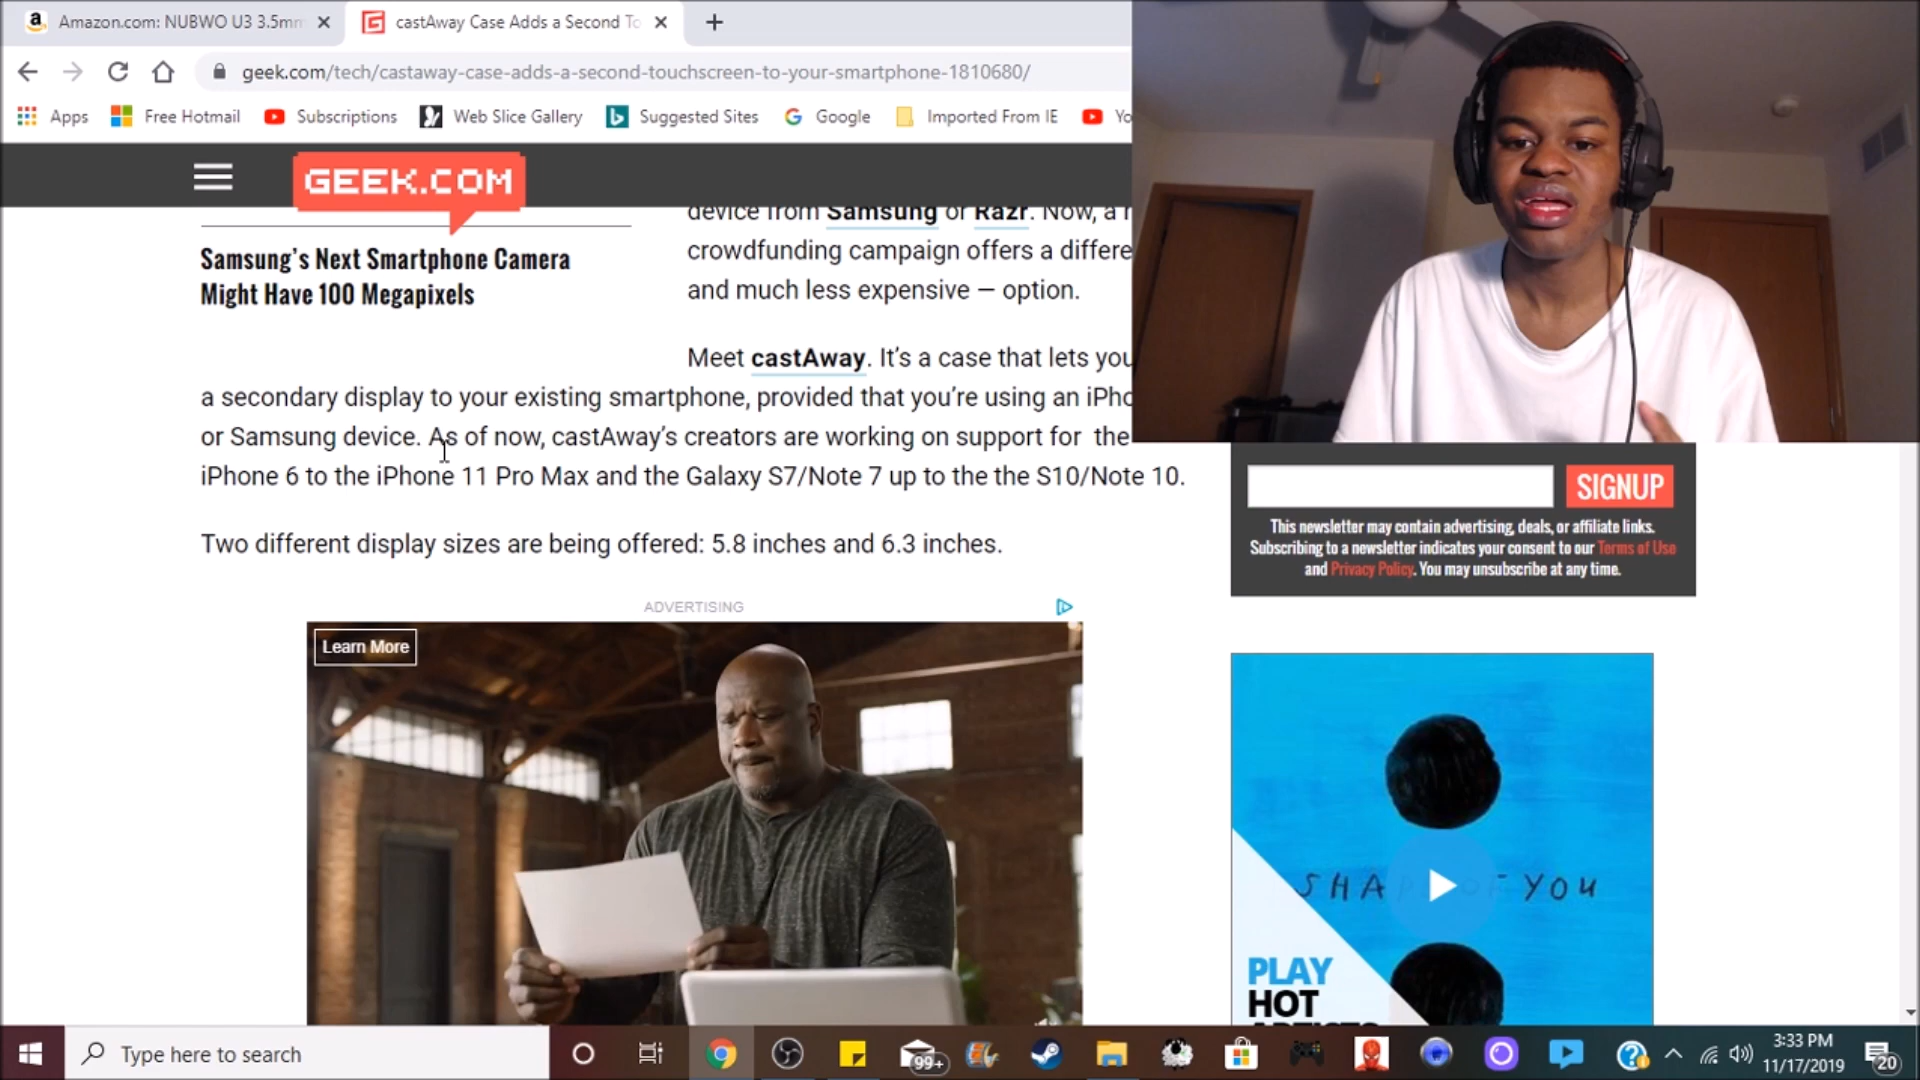 Amazon.com: NUBWO U3 3.5mm
castAway Case Adds a Second To
geek.com/tech/castaway-case-adds-a-second-touchscreen-to-your-smartphone-1810680/
Apps Free Hotmail Subscriptions Web Slice Gallery Suggested Sites Google Imported From IE Yo
GEEK.COM
Samsung's Next Smartphone Camera
Might Have 100 Megapixels
device from Samsung or Razr. Now, a
crowdfunding campaign offers a differe
and much less expensive — option.
Meet castAway. It's a case that lets you
a secondary display to your existing smartphone, provided that you're using an iPho
or Samsung device. As of now, castAway's creators are working on support for the
iPhone 6 to the iPhone 11 Pro Max and the Galaxy S7/Note 7 up to the the S10/Note 10.
Two different display sizes are being offered: 5.8 inches and 6.3 inches.
SIGNUP
This newsletter may contain advertising, deals, or affiliate links.
Subscribing to a newsletter indicates your consent to our Terms of Use
and Privacy Policy. You may unsubscribe at any time.
ADVERTISING
Learn More
SHAPE OF YOU
PLAY
HOT
ARTISTS
Type here to search
99+
3:33 PM
11/17/2019
20